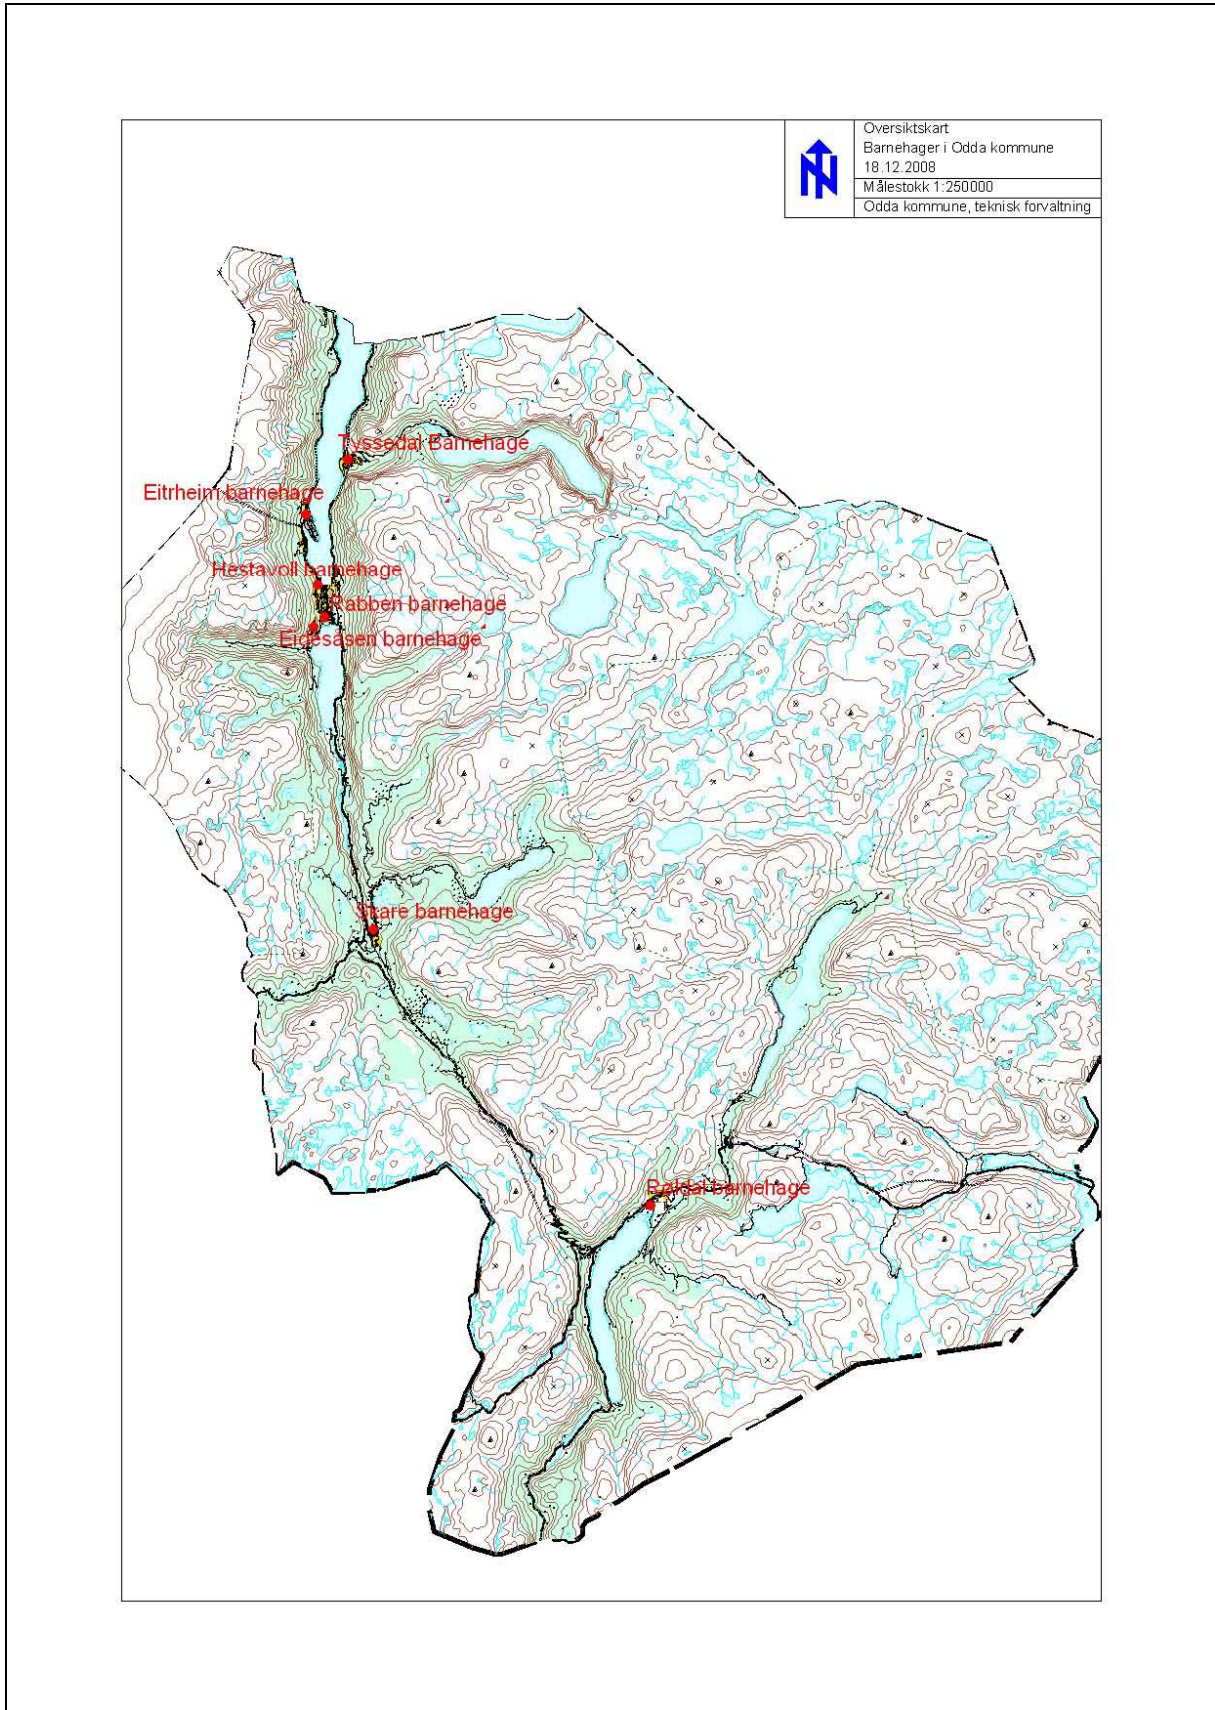 Oversiktskart
Barnehager i Odda kommune
18.12.2008
Målestokk 1:250000
Odda kommune, teknisk forvaltning
Tyssedal Barnehage
Eitrheim barnehage
Hestavoll barnehage
Rabben barnehage
Eidesåsen barnehage
Skare barnehage
Røldal barnehage